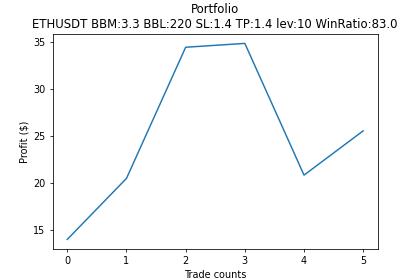 Portfolio
ETHUSDT BBM:3.3 BBL:220 SL:1.4 TP:1.4 lev:10 WinRatio:83.0
35
30
25
20
15
Profit ($)
0 1 2 3 4 5
Trade counts